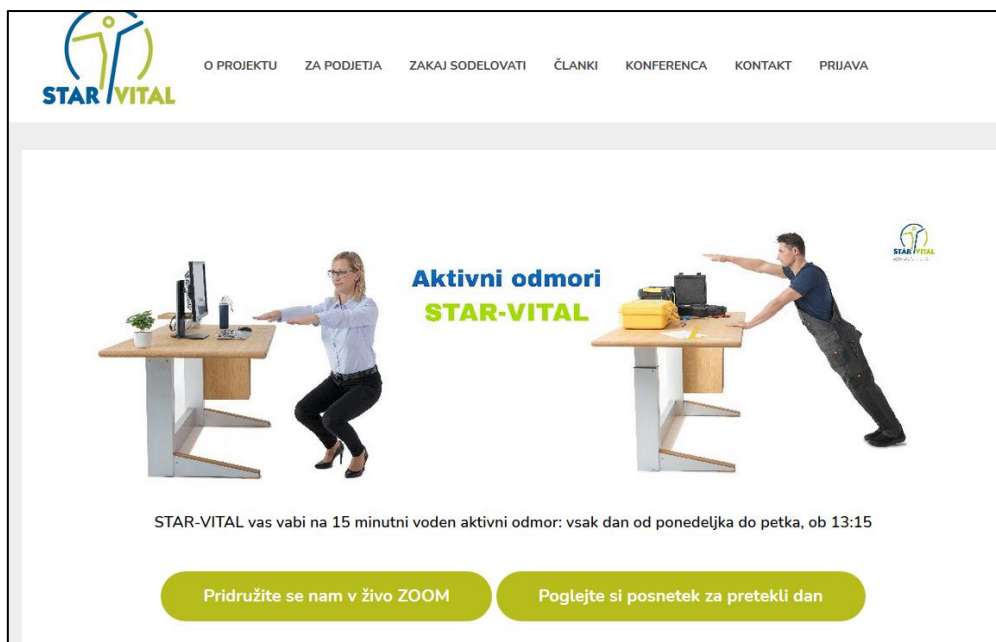 STAR VITAL
O PROJEKTU ZA PODJETJA ZAKAJ SODELOVATI ČLANKI KONFERENCA KONTAKT PRIJAVA
STAR VITAL
Aktivni odmori
STAR-VITAL
STAR-VITAL vas vabi na 15 minutni voden aktivni odmor: vsak dan od ponedeljka do petka, ob 13:15
Pridružite se nam v živo ZOOM Poglejte si posnetek za pretekli dan